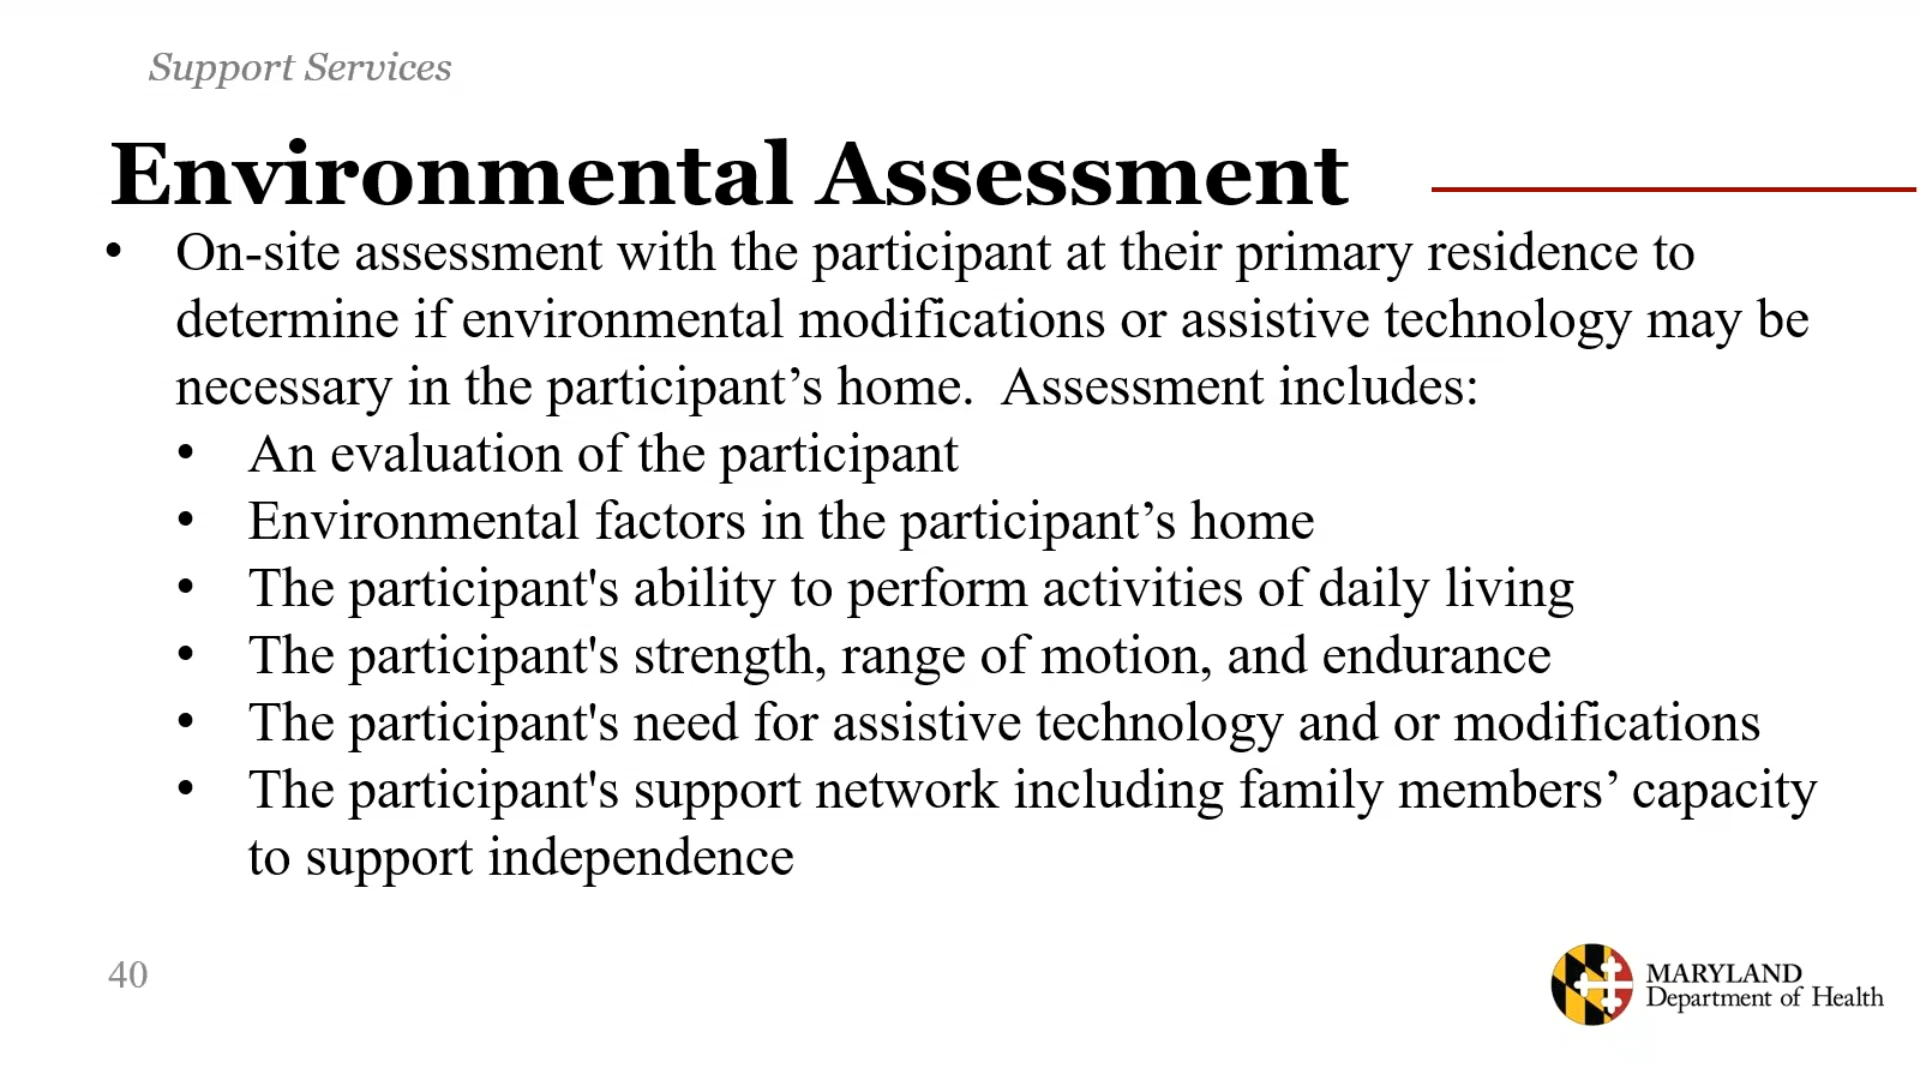 Support Services
Environmental Assessment
• On-site assessment with the participant at their primary residence to
determine if environmental modifications or assistive technology may be
necessary in the participant’s home.  Assessment includes:
• An evaluation of the participant
• Environmental factors in the participant’s home
• The participant's ability to perform activities of daily living
• The participant's strength, range of motion, and endurance
• The participant's need for assistive technology and or modifications
• The participant's support network including family members’ capacity
to support independence
40
MARYLAND
Department of Health